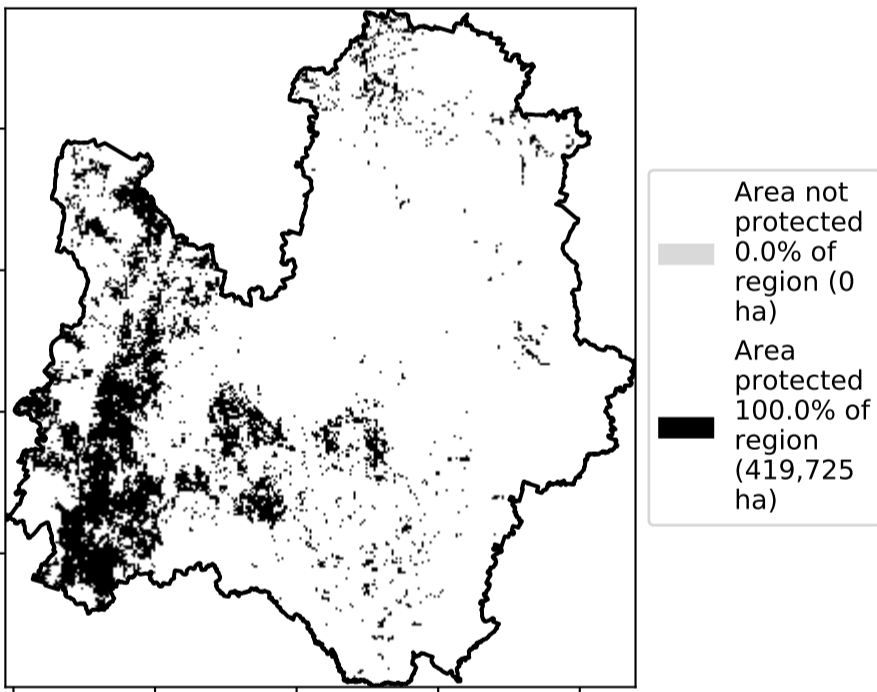 Area not
protected
0.0% of
region (0
ha)
Area
protected
100.0% of
region
(419,725
ha)